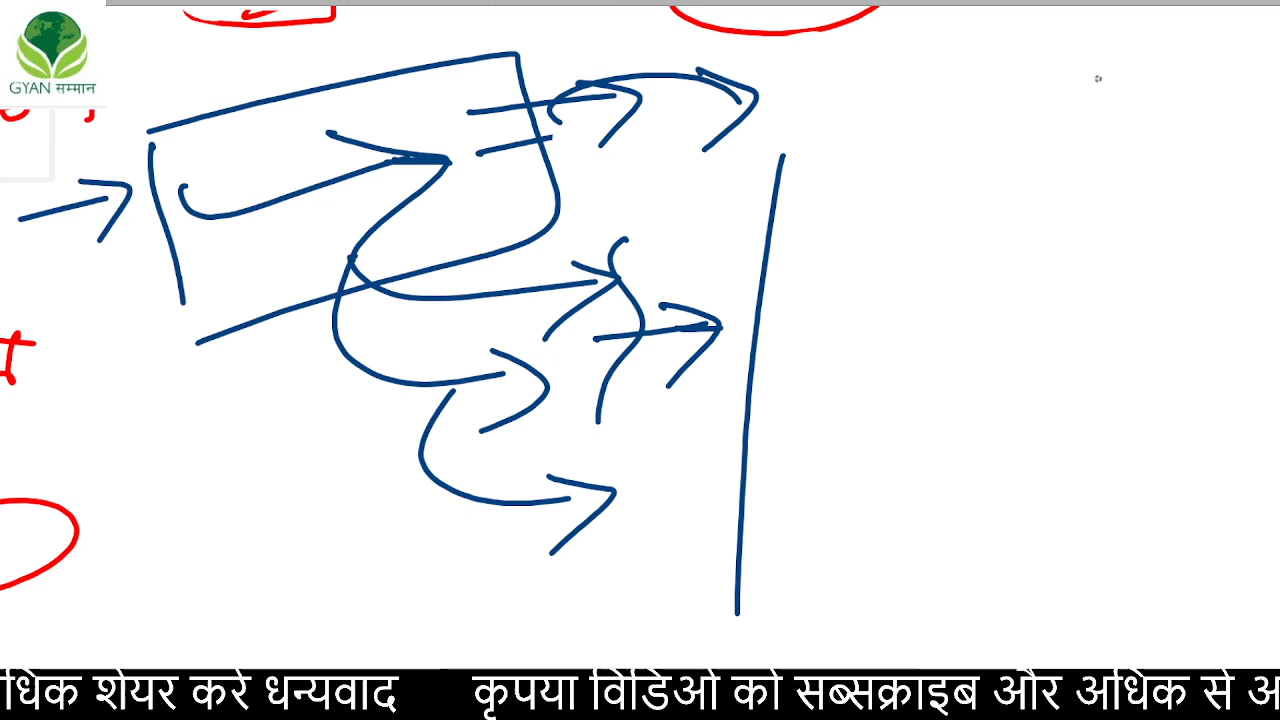 GYAN सम्मान
धिक शेयर करे धन्यवाद कृपया विडिओ को सब्सक्राइब और अधिक से अ